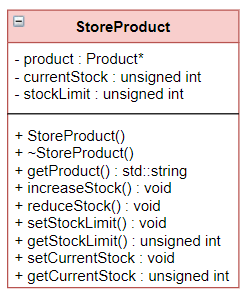 StoreProduct
- product : Product*
- currentStock : unsigned int
- stockLimit : unsigned int
+ StoreProduct()
+ ~StoreProduct()
+ getProduct() : std::string
+ increaseStock() : void
+ reduceStock() : void
+ setStockLimit() : void
+ getStockLimit() : unsigned int
+ setCurrentStock : void
+ getCurrentStock : unsigned int